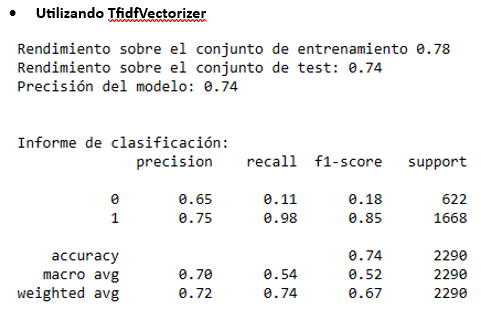 • Utilizando TfidfVectorizer
Rendimiento sobre el conjunto de entrenamiento 0.78
Rendimiento sobre el conjunto de test: 0.74
Precisión del modelo: 0.74
Informe de clasificación:
precision recall f1-score support
0 0.65 0.11 0.18 622
1 0.75 0.98 0.85 1668
accuracy 0.74 2290
macro avg 0.70 0.54 0.52 2290
weighted avg 0.72 0.74 0.67 2290